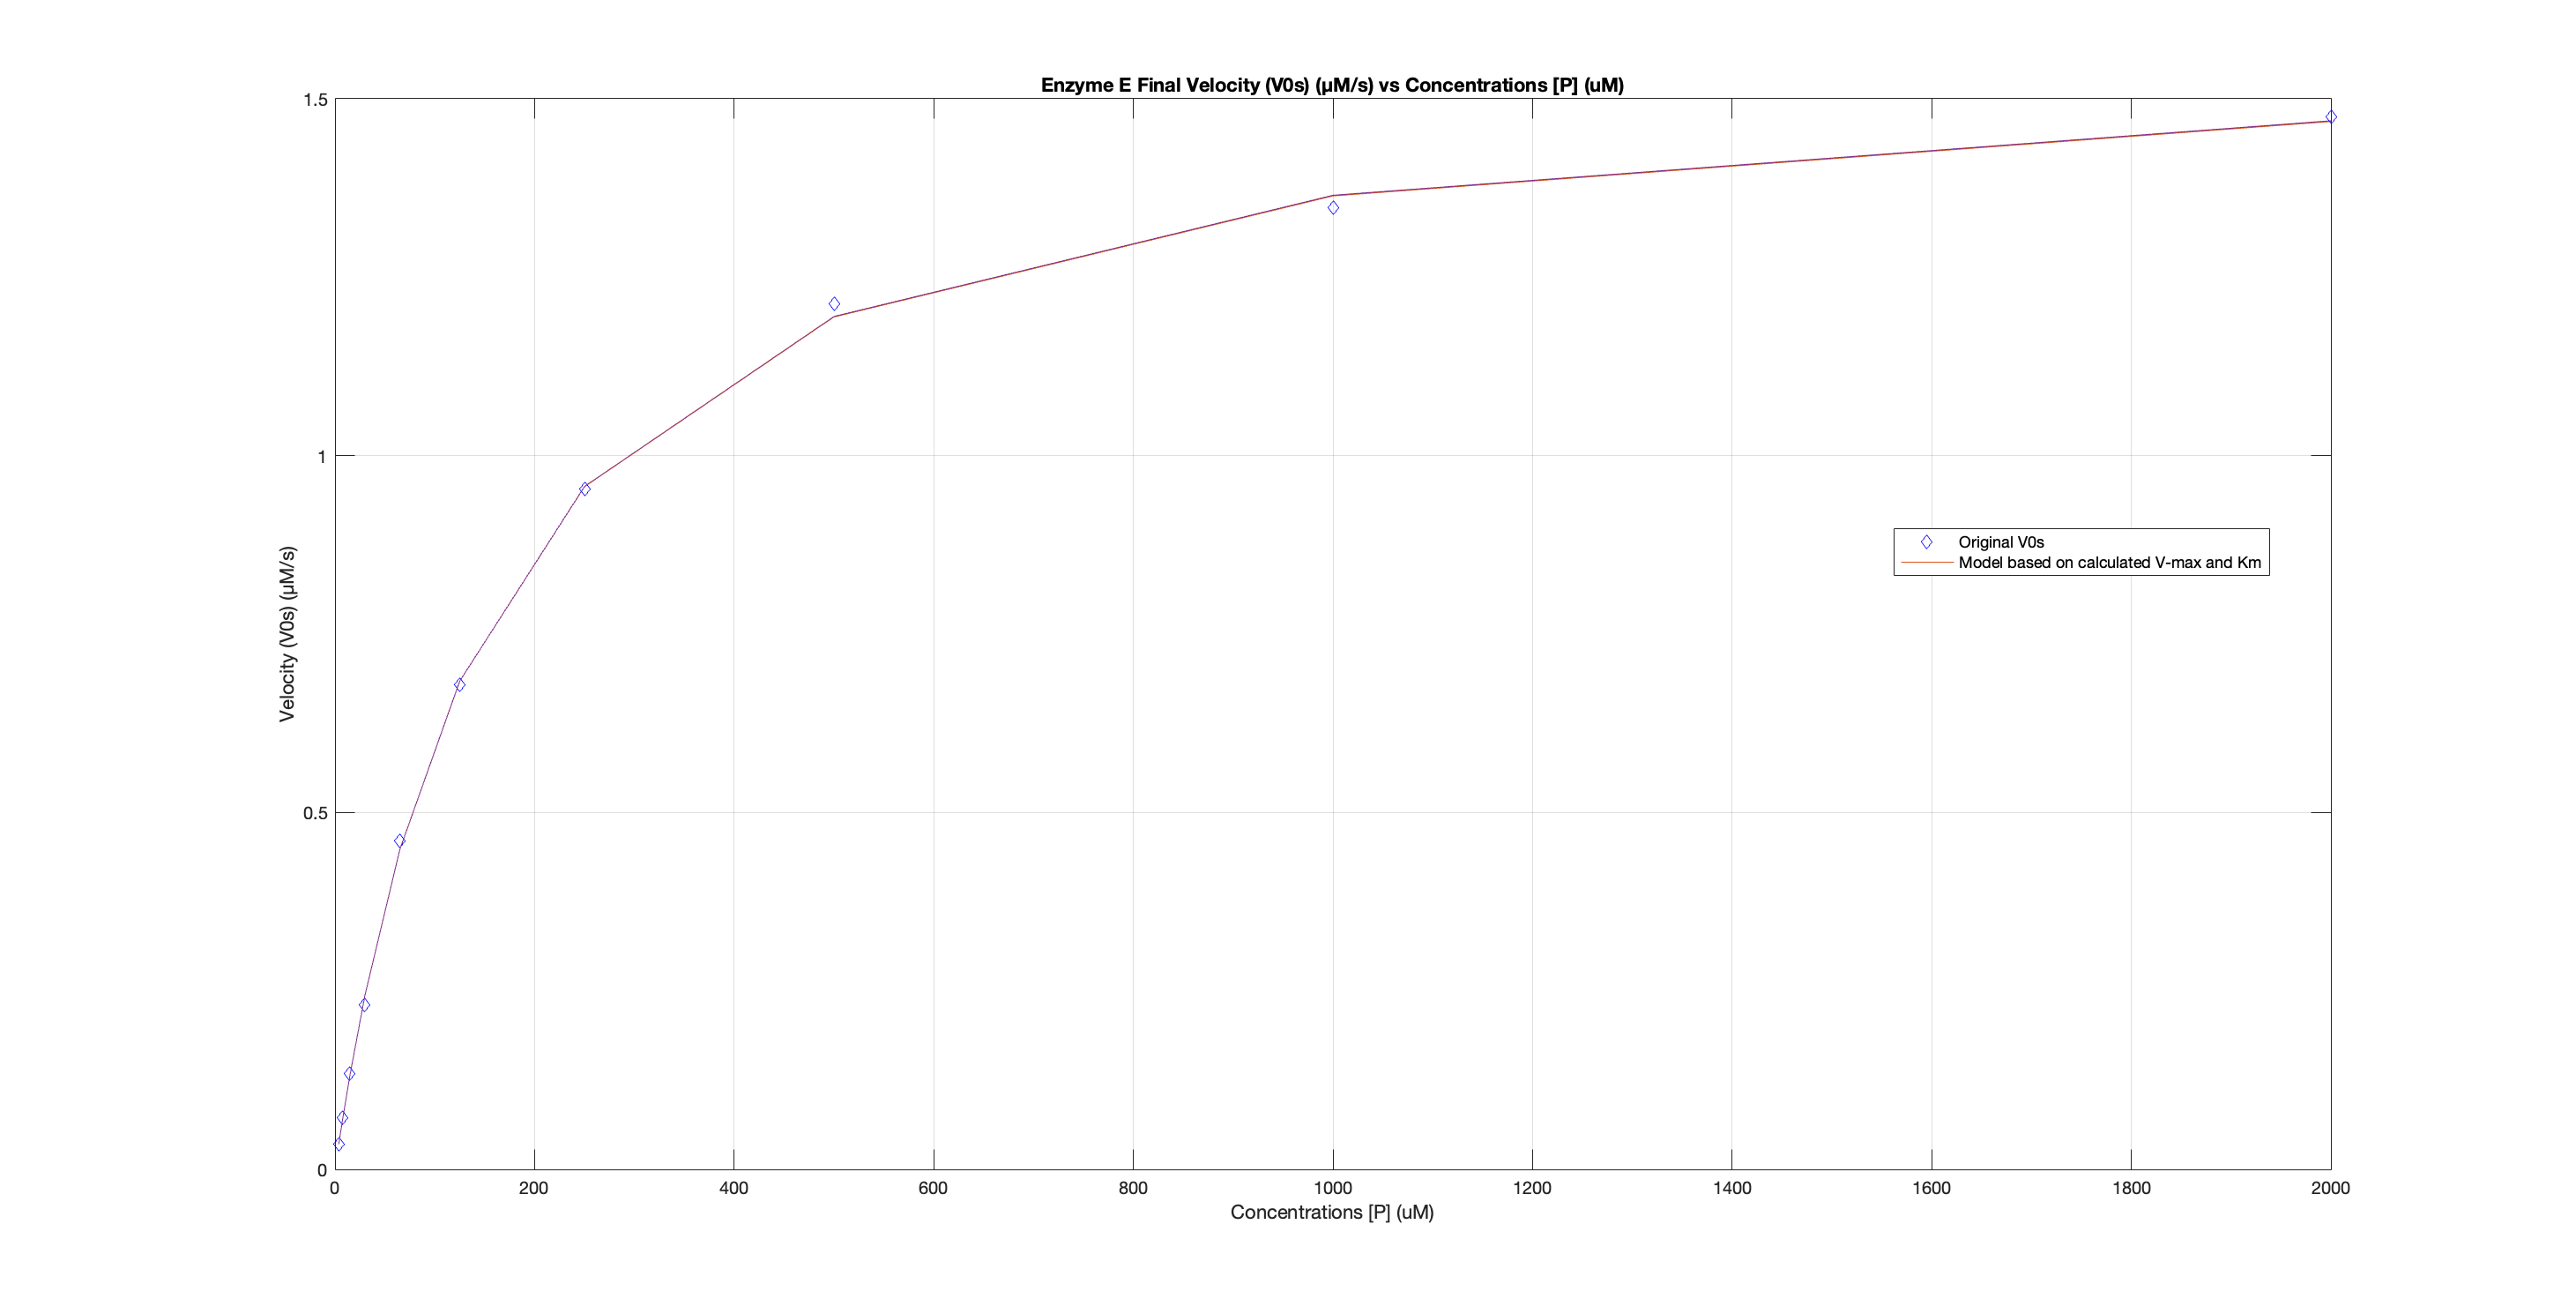 Enzyme E Final Velocity (V0s) (µM/s) vs Concentrations [P] (uM)
1.5
1
0.5
0
Velocity (V0s) (µM/s)
Original V0s
Model based on calculated V-max and Km
0 200 400 600 800 1000 1200 1400 1600 1800 2000
Concentrations [P] (uM)